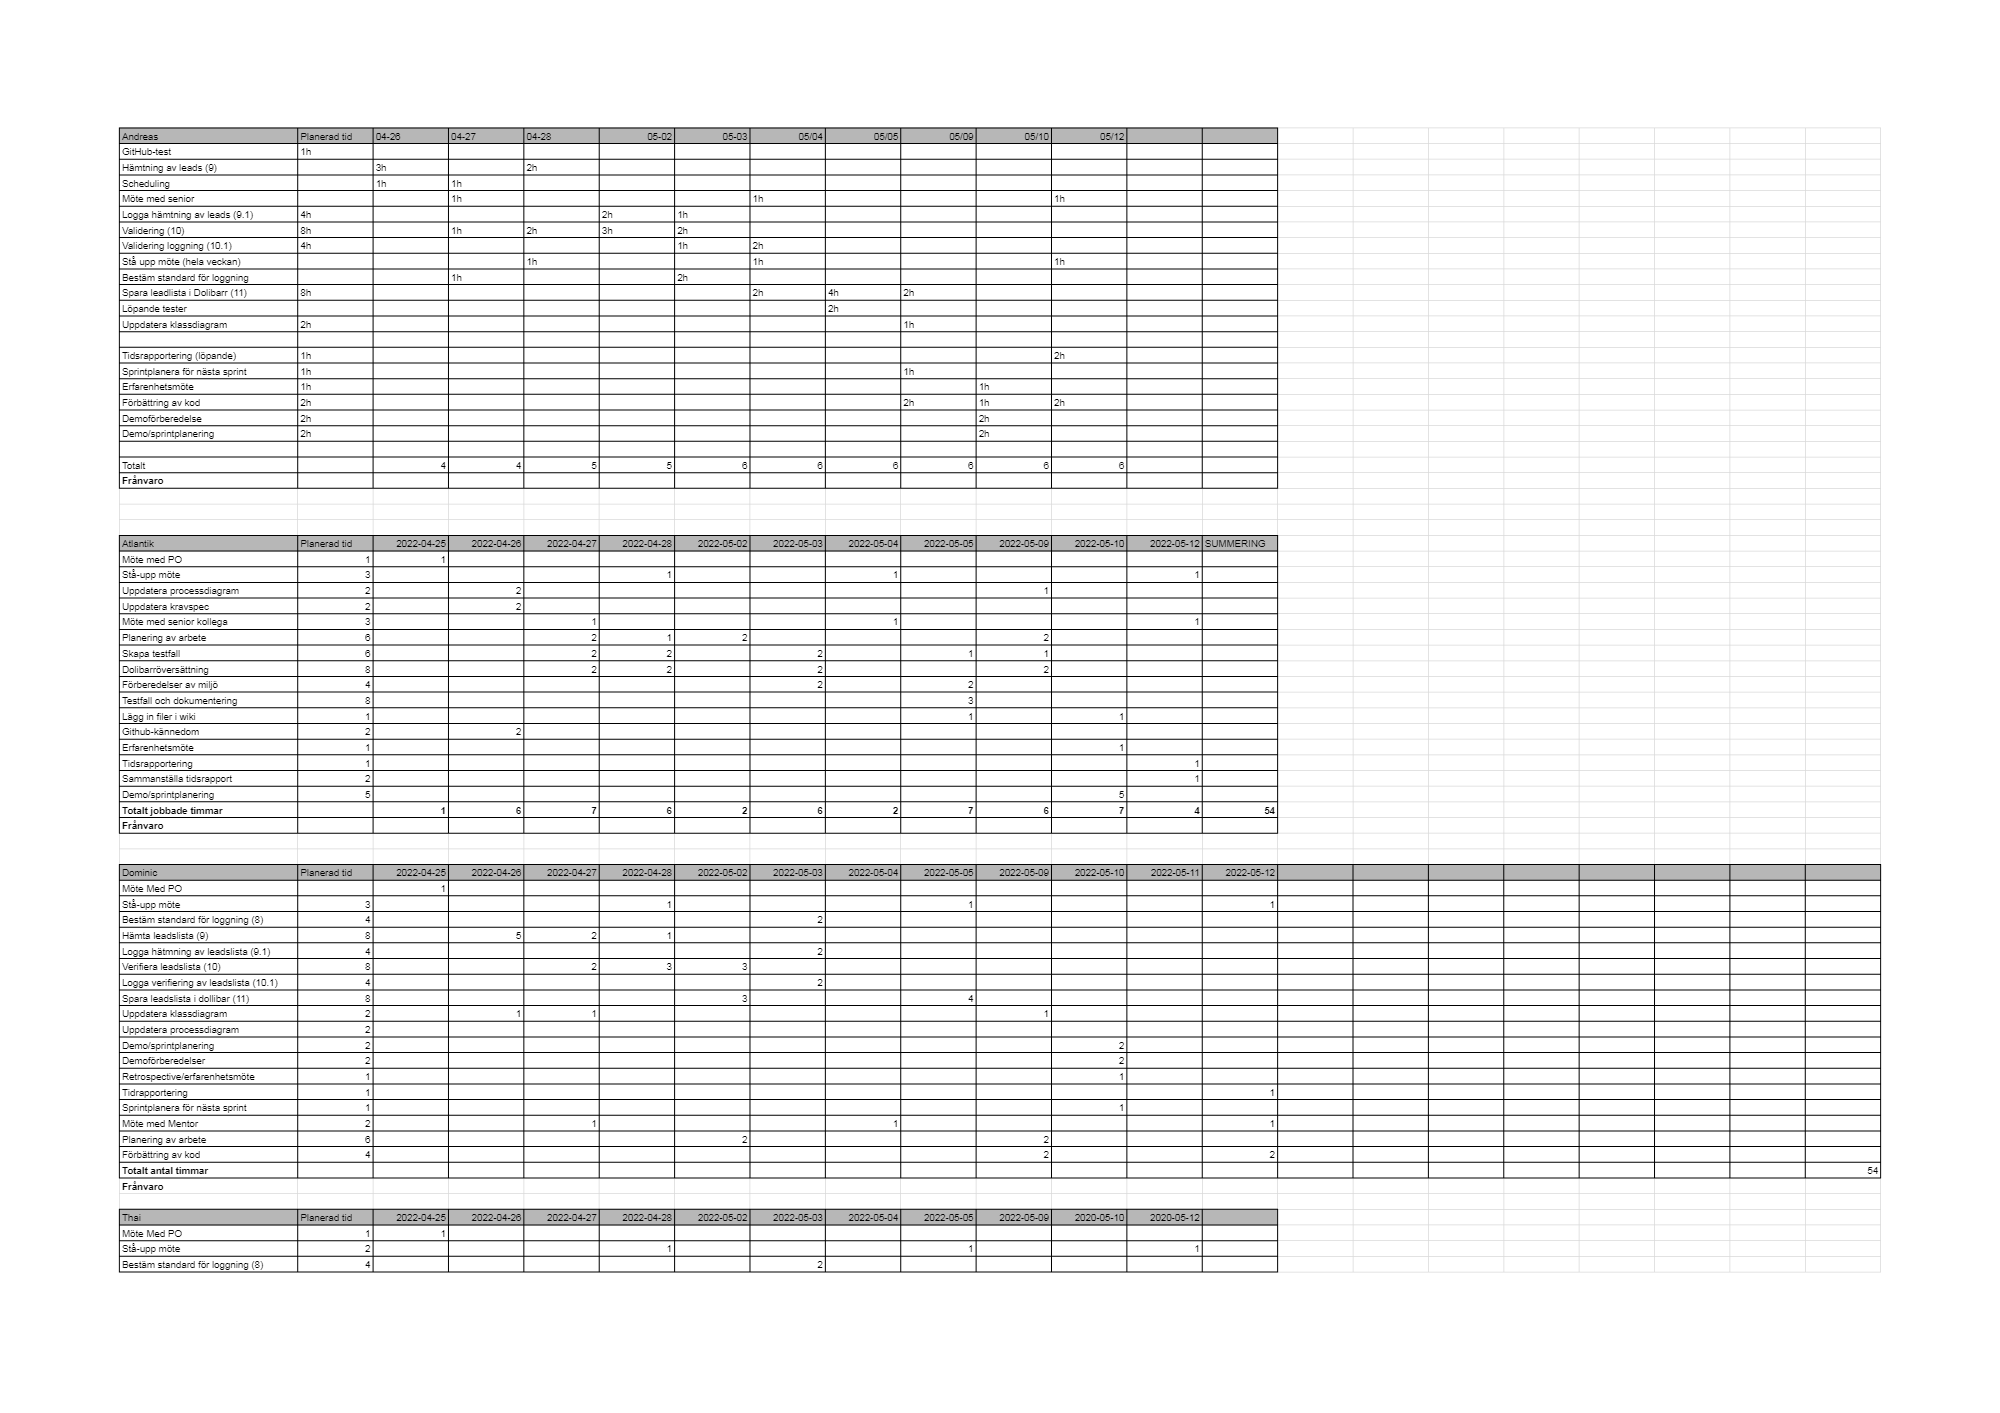 Andreas Planerad tid 04-26 04-27 04-28 05-02 05-03 05/04 05/05 05/09 05/10 05/12
GitHub-test 1h
Hämtning av leads (9) 3h 2h
Scheduling 1h 1h
Möte med senior 1h 1h 1h
Logga hämtning av leads (9.1) 4h 2h 1h
Validering (10) 8h 1h 2h 3h 2h
Validering loggning (10.1) 4h 1h 2h
Stå upp möte (hela veckan) 1h 1h 1h
Bestäm standard för loggning 1h 2h
Spara leadlista i Dolibarr (11) 8h 2h 4h 2h
Löpande tester 2h
Uppdatera klassdiagram 2h 1h
Tidsrapportering (löpande) 1h 2h
Sprintplanera för nästa sprint 1h 1h
Erfarenhetsmöte 1h 1h
Förbättring av kod 2h 2h 1h 2h
Demoförberedelse 2h 2h
Demo/sprintplanering 2h 2h
Totalt 4 4 5 5 6 6 6 6 6 6
Frånvaro
Atlantik Planerad tid 2022-04-25 2022-04-26 2022-04-27 2022-04-28 2022-05-02 2022-05-03 2022-05-04 2022-05-05 2022-05-09 2022-05-10 2022-05-12 SUMMERING
Möte med PO 1 1
Stå-upp möte 3 1 1 1
Uppdatera processdiagram 2 2 1
Uppdatera kravspec 2 2
Möte med senior kollega 3 1 1 1
Planering av arbete 6 2 1 2 2
Skapa testfall 6 2 2 2 1 1
Dolibarröversättning 8 2 2 2 2
Förberedelser av miljö 4 2 2
Testfall och dokumentering 8 3
Lägg in filer i wiki 1 1 1
Github-kännedom 2 2
Erfarenhetsmöte 1 1
Tidsrapportering 1 1
Sammanställa tidsrapport 2 1
Demo/sprintplanering 5 5
Totalt jobbade timmar 1 6 7 6 2 6 2 7 6 7 4 54
Frånvaro
Dominic Planerad tid 2022-04-25 2022-04-26 2022-04-27 2022-04-28 2022-05-02 2022-05-03 2022-05-04 2022-05-05 2022-05-09 2022-05-10 2022-05-11 2022-05-12
Möte Med PO 1
Stå-upp möte 3 1 1 1
Bestäm standard för loggning (8) 4 2
Hämta leadslista (9) 8 5 2 1
Logga hätmning av leadslista (9.1) 4 2
Verifiera leadslista (10) 8 2 3 3
Logga verifiering av leadslista (10.1) 4 2
Spara leadslista i dollibar (11) 8 3 4
Uppdatera klassdiagram 2 1 1 1
Uppdatera processdiagram 2
Demo/sprintplanering 2 2
Demoförberedelser 2 2
Retrospective/erfarenhetsmöte 1 1
Tidrapportering 1 1
Sprintplanera för nästa sprint 1 1
Möte med Mentor 2 1 1 1
Planering av arbete 6 2 2
Förbättring av kod 4 2 2
Totalt antal timmar 54
Frånvaro
Thai Planerad tid 2022-04-25 2022-04-26 2022-04-27 2022-04-28 2022-05-02 2022-05-03 2022-05-04 2022-05-05 2022-05-09 2020-05-10 2020-05-12
Möte Med PO 1 1
Stå-upp möte 2 1 1 1
Bestäm standard för loggning (8) 4 2